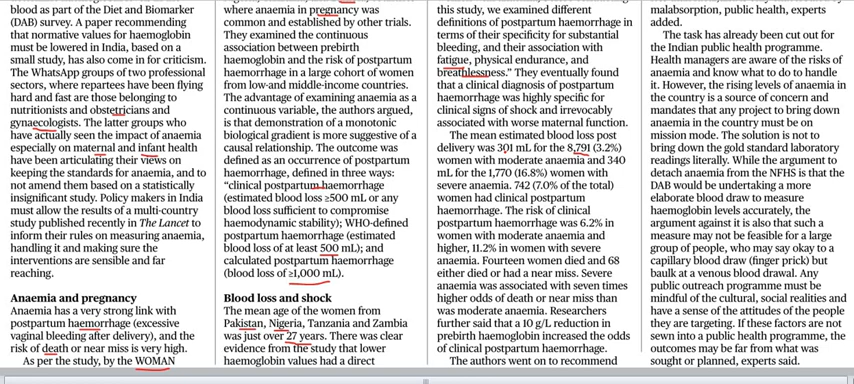 blood as part of the Diet and Biomarker
(DAB) survey. A paper recommending
that normative values for haemoglobin
must be lowered in India, based on a
small study, has also come in for criticism.
The WhatsApp groups of two professional
sectors, where repartees have been flying
hard and fast are those belonging to
nutritionists and obstetricians and
gynaecologists. The latter groups who
have actually seen the impact of anaemia
especially on maternal and infant health
have been articulating their views on
keeping the standards for anaemia, and to
not amend them based on a statistically
insignificant study. Policy makers in India
must allow the results of a multi-country
study published recently in The Lancet to
inform their rules on measuring anaemia,
handling it and making sure the
interventions are sensible and far
reaching.
Anaemia and pregnancy
Anaemia has a very strong link with
postpartum haemorrhage (excessive
vaginal bleeding after delivery), and the
risk of death or near miss is very high.
As per the study, by the WOMAN
where anaemia in pregnancy was
common and established by other trials.
They examined the continuous
association between prebirth
haemoglobin and the risk of postpartum
haemorrhage in a large cohort of women
from low-and middle-income countries.
The advantage of examining anaemia as a
continuous variable, the authors argued,
is that demonstration of a monotonic
biological gradient is more suggestive of a
causal relationship. The outcome was
defined as an occurrence of postpartum
haemorrhage, defined in three ways:
“clinical postpartum haemorrhage
(estimated blood loss ≥500 mL or any
blood loss sufficient to compromise
haemodynamic stability); WHO-defined
postpartum haemorrhage (estimated
blood loss of at least 500 mL); and
calculated postpartum haemorrhage
(blood loss of ≥1,000 mL).
Blood loss and shock
The mean age of the women from
Pakistan, Nigeria, Tanzania and Zambia
was just over 27 years. There was clear
evidence from the study that lower
haemoglobin values had a direct
this study, we examined different
definitions of postpartum haemorrhage in
terms of their specificity for substantial
bleeding, and their association with
fatigue, physical endurance, and
breathlessness.” They eventually found
that a clinical diagnosis of postpartum
haemorrhage was highly specific for
clinical signs of shock and irrevocably
associated with worse maternal function.
The mean estimated blood loss post
delivery was 301 mL for the 8,791 (3.2%)
women with moderate anaemia and 340
mL for the 1,770 (16.8%) women with
severe anaemia. 742 (7.0% of the total)
women had clinical postpartum
haemorrhage. The risk of clinical
postpartum haemorrhage was 6.2% in
women with moderate anaemia and
higher, 11.2% in women with severe
anaemia. Fourteen women died and 68
either died or had a near miss. Severe
anaemia was associated with seven times
higher odds of death or near miss than
was moderate anaemia. Researchers
further said that a 10 g/L reduction in
prebirth haemoglobin increased the odds
of clinical postpartum haemorrhage.
The authors went on to recommend
malabsorption, public health, experts
added.
The task has already been cut out for
the Indian public health programme.
Health managers are aware of the risks of
anaemia and know what to do to handle
it. However, the rising levels of anaemia in
the country is a source of concern and
mandates that any project to bring down
anaemia in the country must be on
mission mode. The solution is not to
bring down the gold standard laboratory
readings literally. While the argument to
detach anaemia from the NFHS is that the
DAB would be undertaking a more
elaborate blood draw to measure
haemoglobin levels accurately, the
argument against it is also that such a
measure may not be feasible for a large
group of people, who may say okay to a
capillary blood draw (finger prick) but
baulk at a venous blood drawal. Any
public outreach programme must be
mindful of the cultural, social realities and
have a sense of the attitudes of the people
they are targeting. If these factors are not
sewn into a public health programme, the
outcomes may be far from what was
sought or planned, experts said.